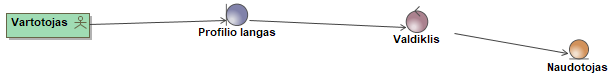 Vartotojas
Profilio langas
Valdiklis
Naudotojas